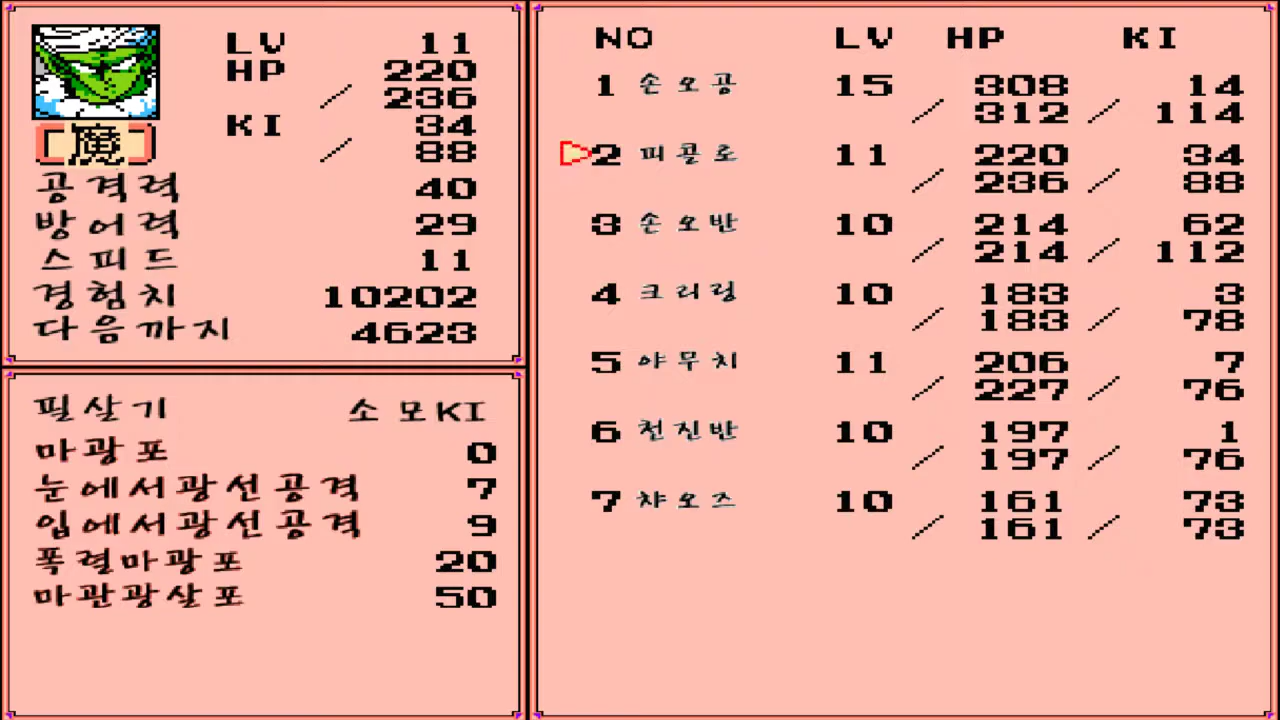 LV 11
HP 220
／ 236
KI 34
／ 88
魔
공격력 40
방어력 29
스피드 11
경험치 10202
다음까지 4623
필살기 소모KI
마광포 0
눈에서광선공격 7
입에서광선공격 9
폭렬마광포 20
마관광살포 50
NO LV HP KI
1 손오공 15 308 14
／ 312 ／ 114
2 피콜로 11 220 34
／ 236 ／ 88
3 손오반 10 214 62
／ 214 ／ 112
4 크리링 10 183 3
／ 183 ／ 78
5 야무치 11 206 7
／ 227 ／ 76
6 천진반 10 197 1
／ 197 ／ 76
7 챠오즈 10 161 73
／ 161 ／ 73